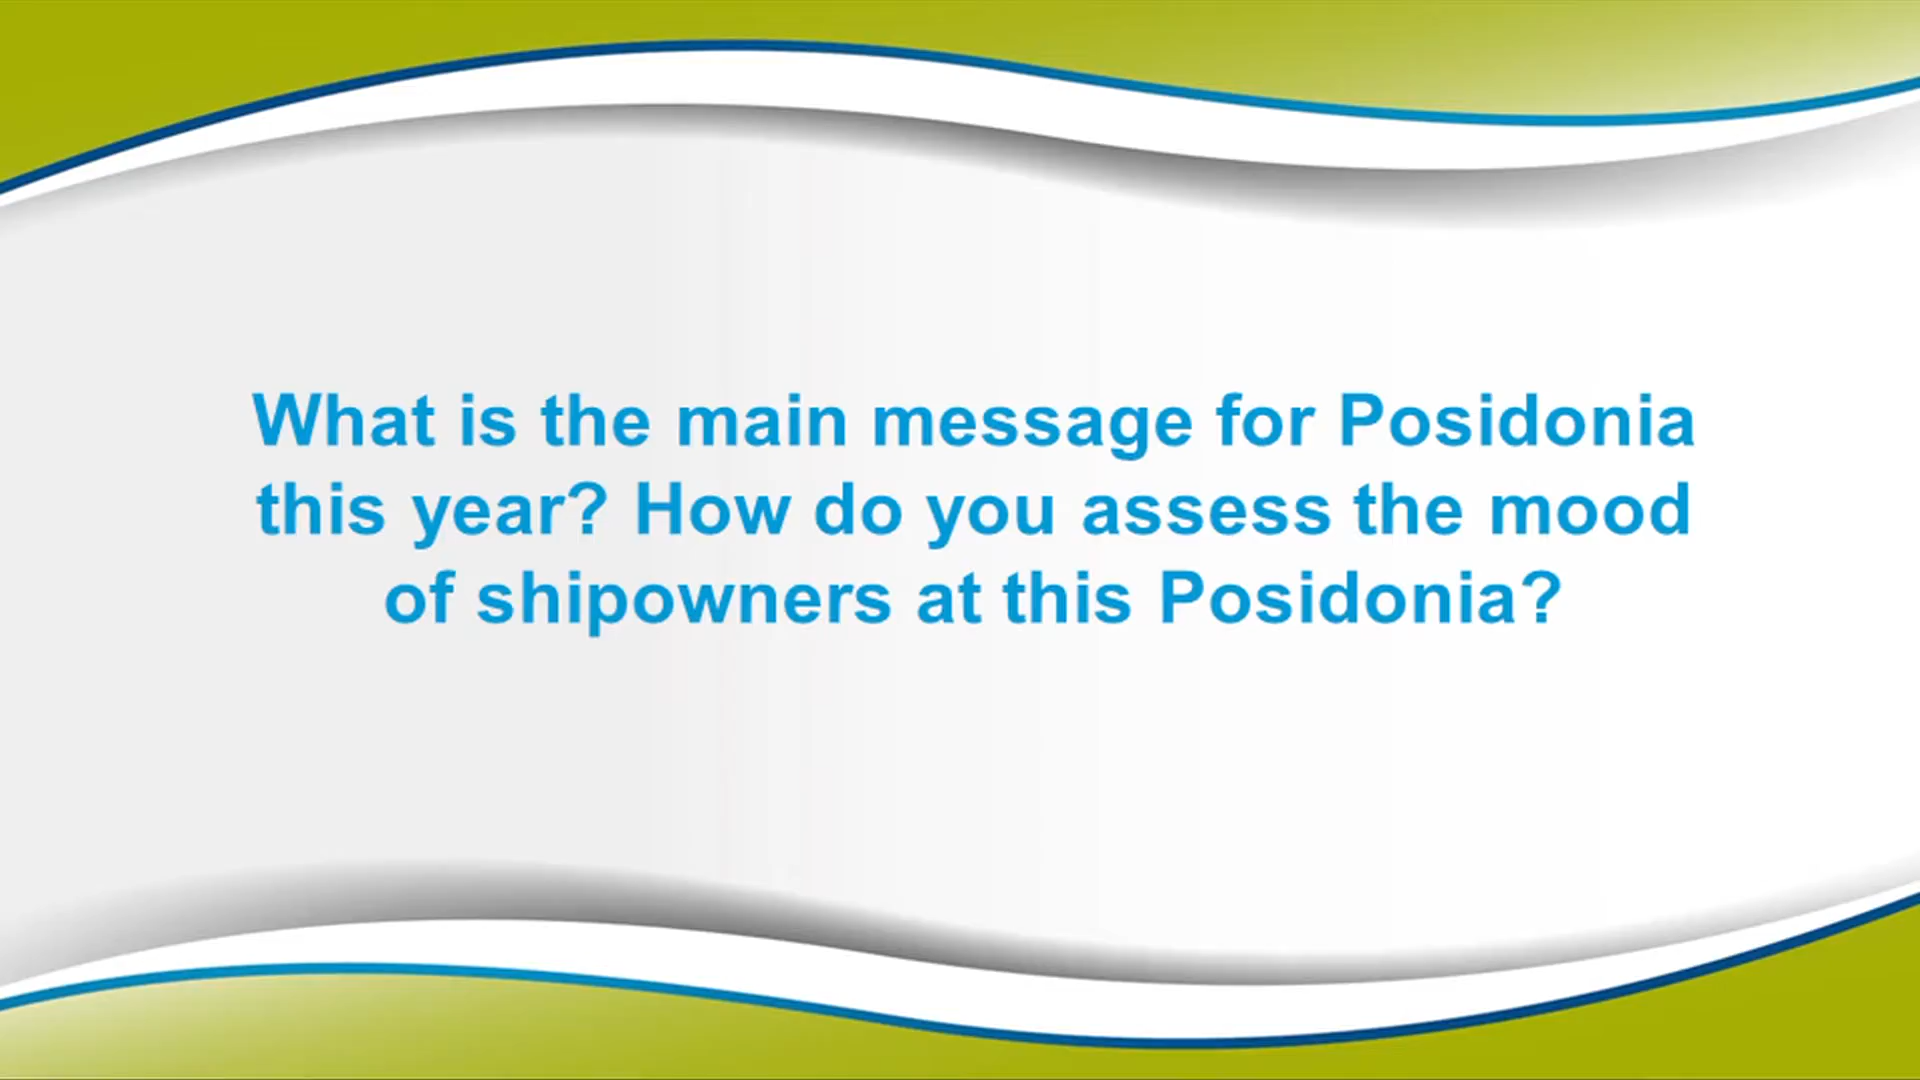 What is the main message for Posidonia
this year? How do you assess the mood
of shipowners at this Posidonia?